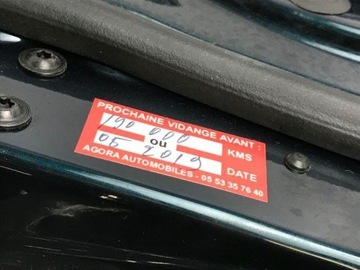 PROCHAINE VIDANGE AVANT :
190 000 KMS
ou
05 2019 DATE
AGORA AUTOMOBILES - 05 53 35 76 40